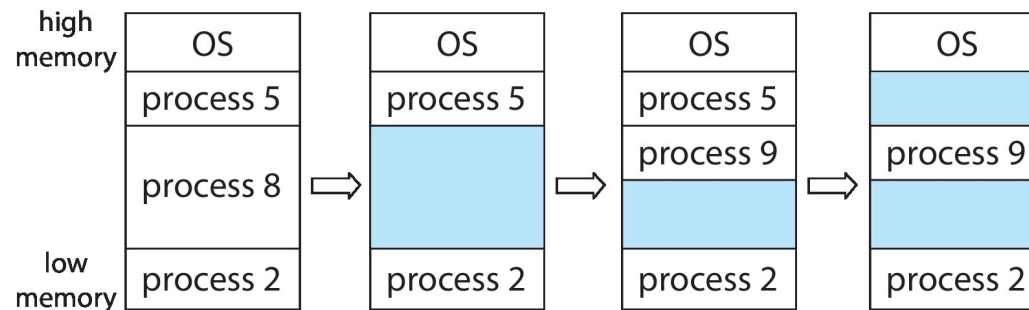 high
memory
OS
process 5
process 8
process 2
low
memory
OS
process 5
process 2
OS
process 5
process 9
process 2
OS
process 9
process 2